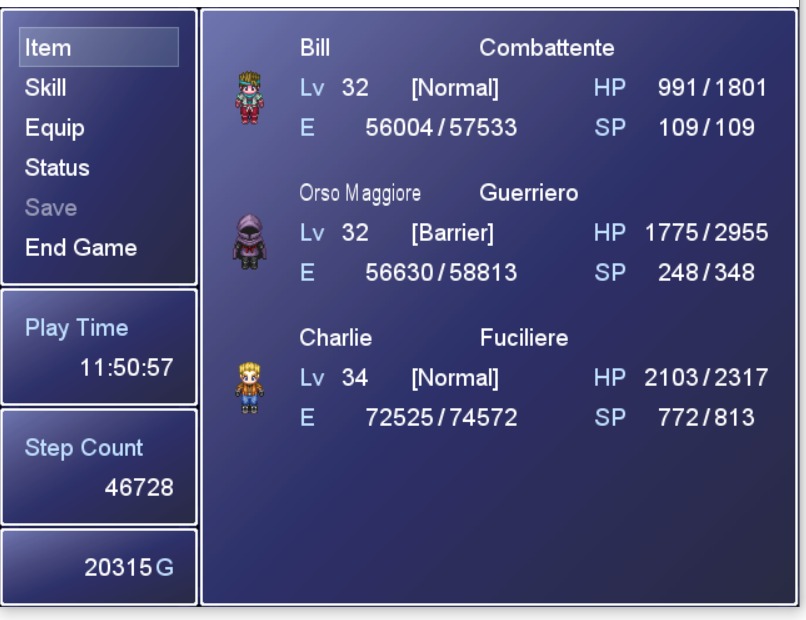 Item
Skill
Equip
Status
Save
End Game
Play Time
11:50:57
Step Count
46728
20315G
Bill Combattente
Lv 32 [Normal] HP 991/1801
E 56004/57533 SP 109/109
Orso Maggiore Guerriero
Lv 32 [Barrier] HP 1775/2955
E 56630/58813 SP 248/348
Charlie Fuciliere
Lv 34 [Normal] HP 2103/2317
E 72525/74572 SP 772/813